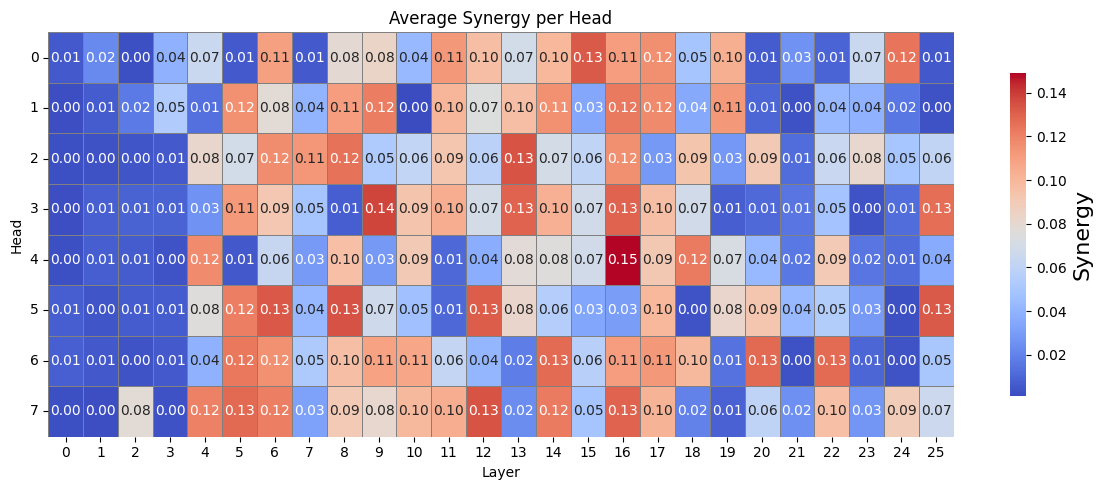 Average Synergy per Head
0 0.01 0.02 0.00 0.04 0.07 0.01 0.11 0.01 0.08 0.08 0.04 0.11 0.10 0.07 0.10 0.13 0.11 0.12 0.05 0.10 0.01 0.03 0.01 0.07 0.12 0.01
1 0.00 0.01 0.02 0.05 0.01 0.12 0.08 0.04 0.11 0.12 0.00 0.10 0.07 0.10 0.11 0.03 0.12 0.12 0.04 0.11 0.01 0.00 0.04 0.04 0.02 0.00
2 0.00 0.00 0.00 0.01 0.08 0.07 0.12 0.11 0.12 0.05 0.06 0.09 0.06 0.13 0.07 0.06 0.12 0.03 0.09 0.03 0.09 0.01 0.06 0.08 0.05 0.06
3 0.00 0.01 0.01 0.01 0.03 0.11 0.09 0.05 0.01 0.14 0.09 0.10 0.07 0.13 0.10 0.07 0.13 0.10 0.07 0.01 0.01 0.01 0.05 0.00 0.01 0.13
4 0.00 0.01 0.01 0.00 0.12 0.01 0.06 0.03 0.10 0.03 0.09 0.01 0.04 0.08 0.08 0.07 0.15 0.09 0.12 0.07 0.04 0.02 0.09 0.02 0.01 0.04
5 0.01 0.00 0.01 0.01 0.08 0.12 0.13 0.04 0.13 0.07 0.05 0.01 0.13 0.08 0.06 0.03 0.03 0.10 0.00 0.08 0.09 0.04 0.05 0.03 0.00 0.13
6 0.01 0.01 0.00 0.01 0.04 0.12 0.12 0.05 0.10 0.11 0.11 0.06 0.04 0.02 0.13 0.06 0.11 0.11 0.10 0.01 0.13 0.00 0.13 0.01 0.00 0.05
7 0.00 0.00 0.08 0.00 0.12 0.13 0.12 0.03 0.09 0.08 0.10 0.10 0.13 0.02 0.12 0.05 0.13 0.10 0.02 0.01 0.06 0.02 0.10 0.03 0.09 0.07
0 1 2 3 4 5 6 7 8 9 10 11 12 13 14 15 16 17 18 19 20 21 22 23 24 25
Layer
Head
0.14
0.12
0.10
0.08
0.06
0.04
0.02
Synergy